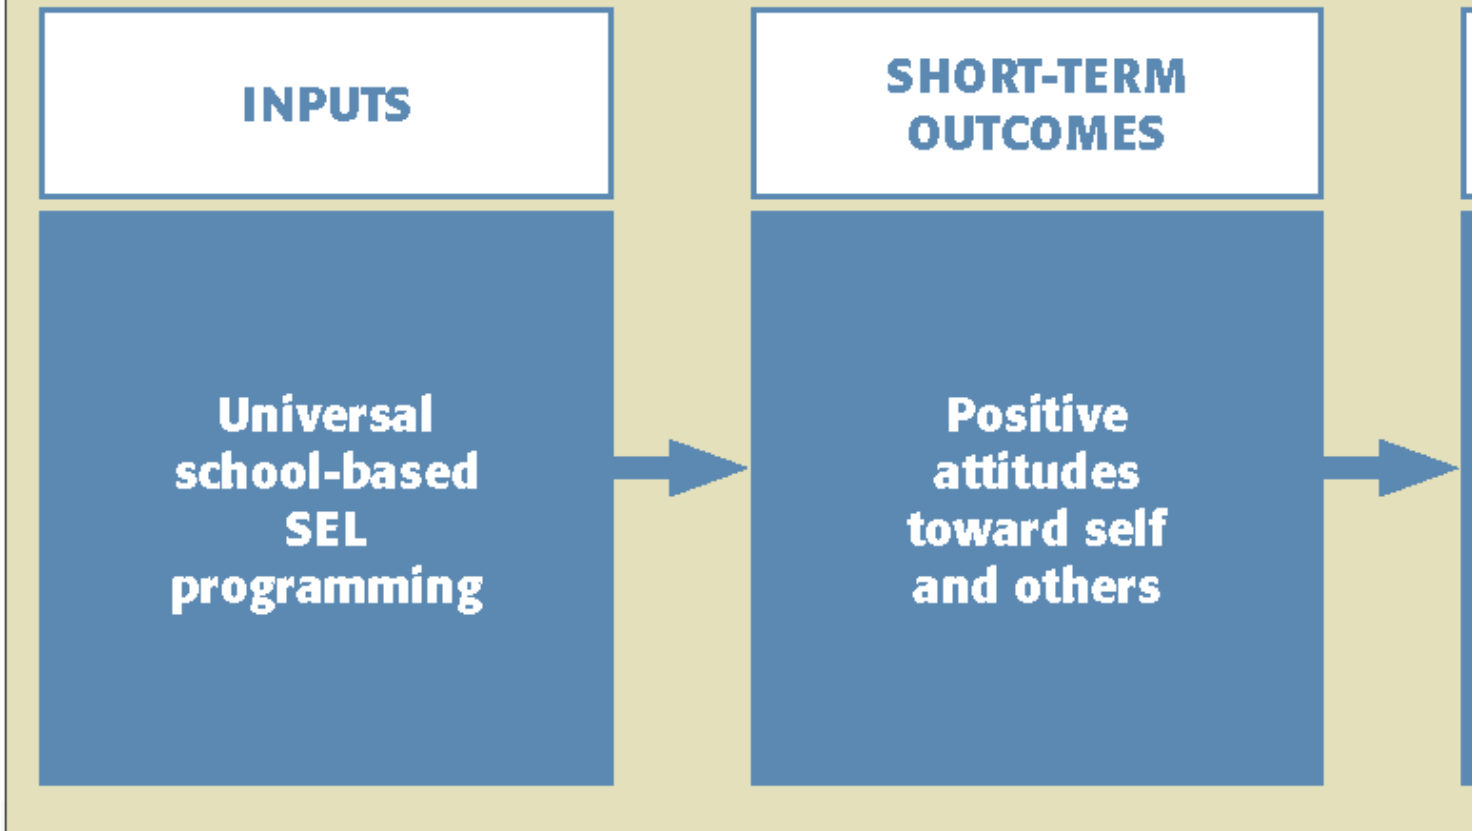 INPUTS
Universal
school-based
SEL
programming
SHORT-TERM
OUTCOMES
Positive
attitudes
toward self
and others